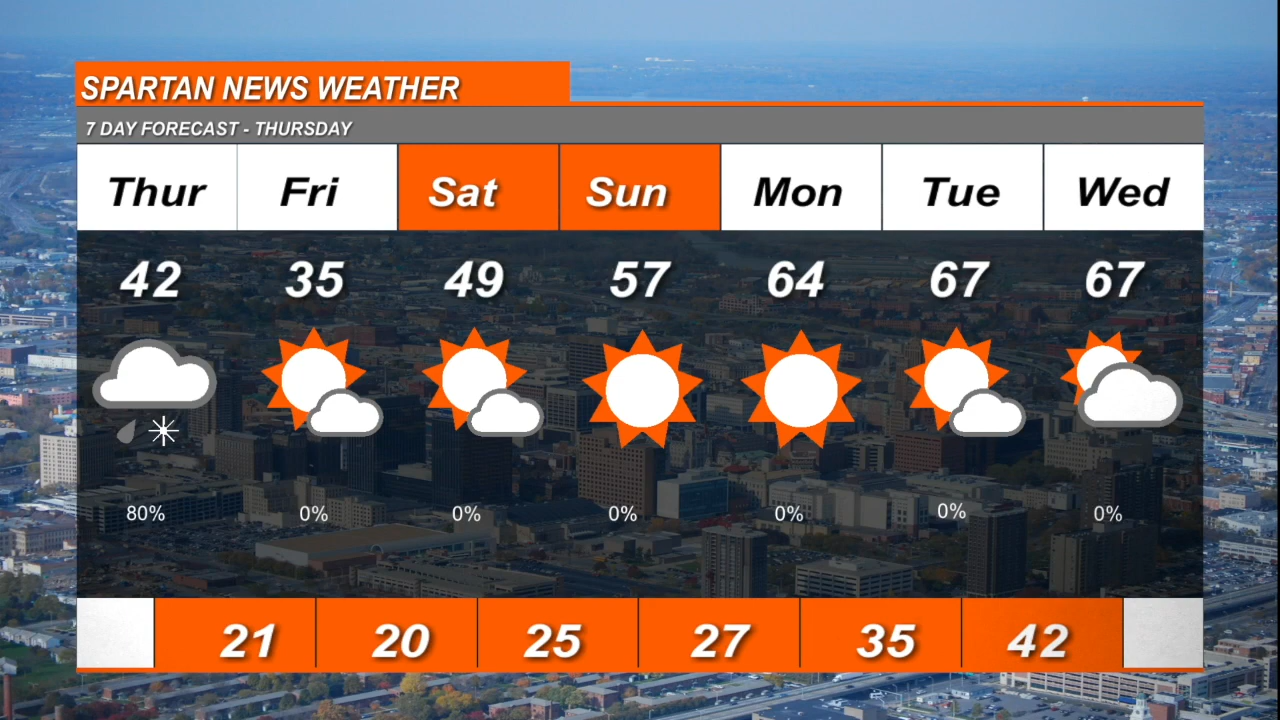 SPARTAN NEWS WEATHER
7 DAY FORECAST - THURSDAY
Thur Fri Sat Sun Mon Tue Wed
42 35 49 57 64 67 67
80% 0% 0% 0% 0% 0% 0%
21 20 25 27 35 42